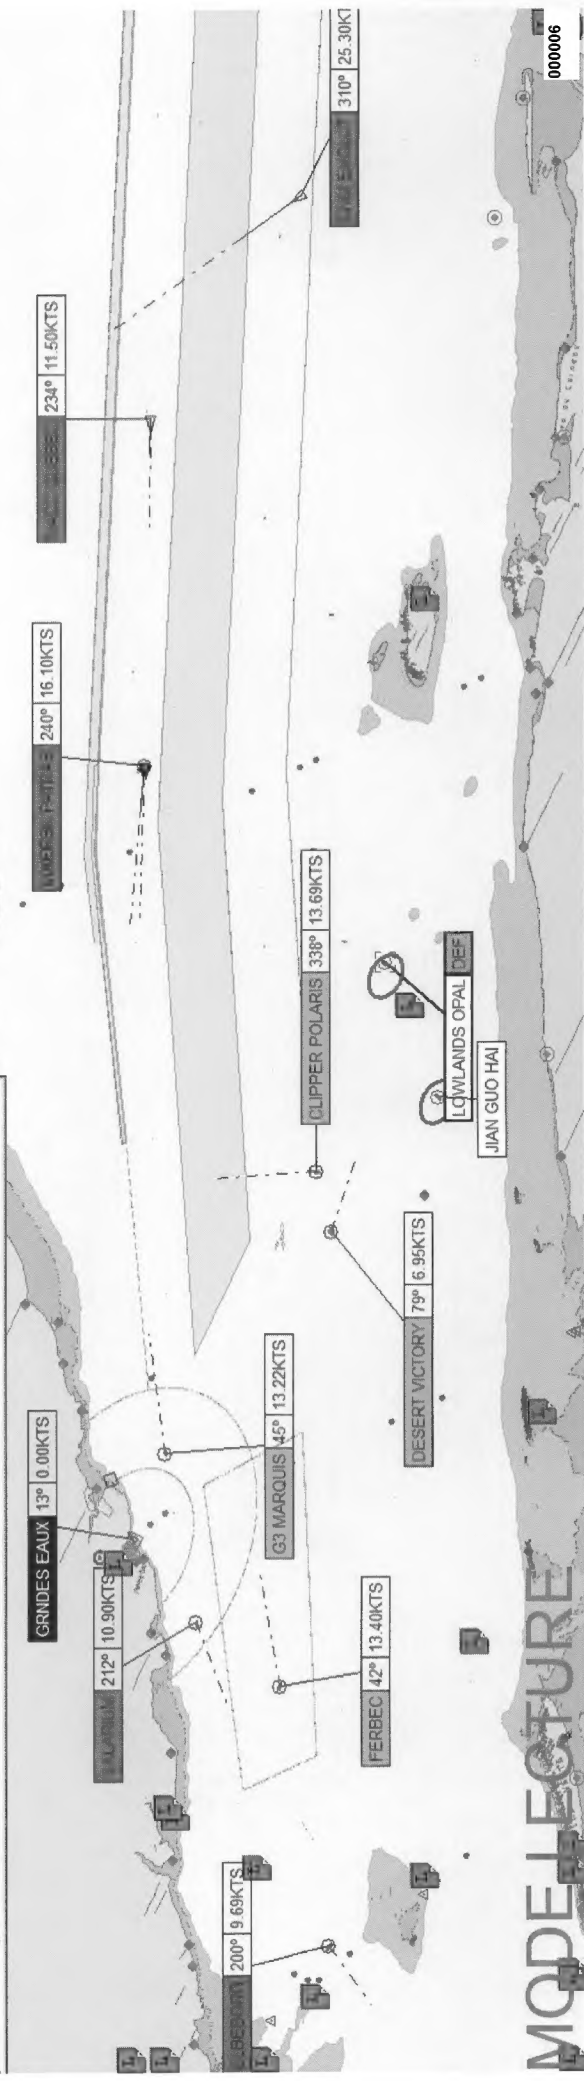 000006
310° 25.30KT
234° 11.50KTS
240° 16.10KTS
CLIPPER POLARIS 338° 13.69KTS
LOWLANDS OPAL DEF
JIAN GUO HAI
DESERT VICTORY 79° 6.95KTS
G3 MARQUIS 45° 13.22KTS
GRNDES EAUX 13° 0.00KTS
212° 10.90KTS
FERBEC 42° 13.40KTS
200° 9.69KTS
MODE LECTURE